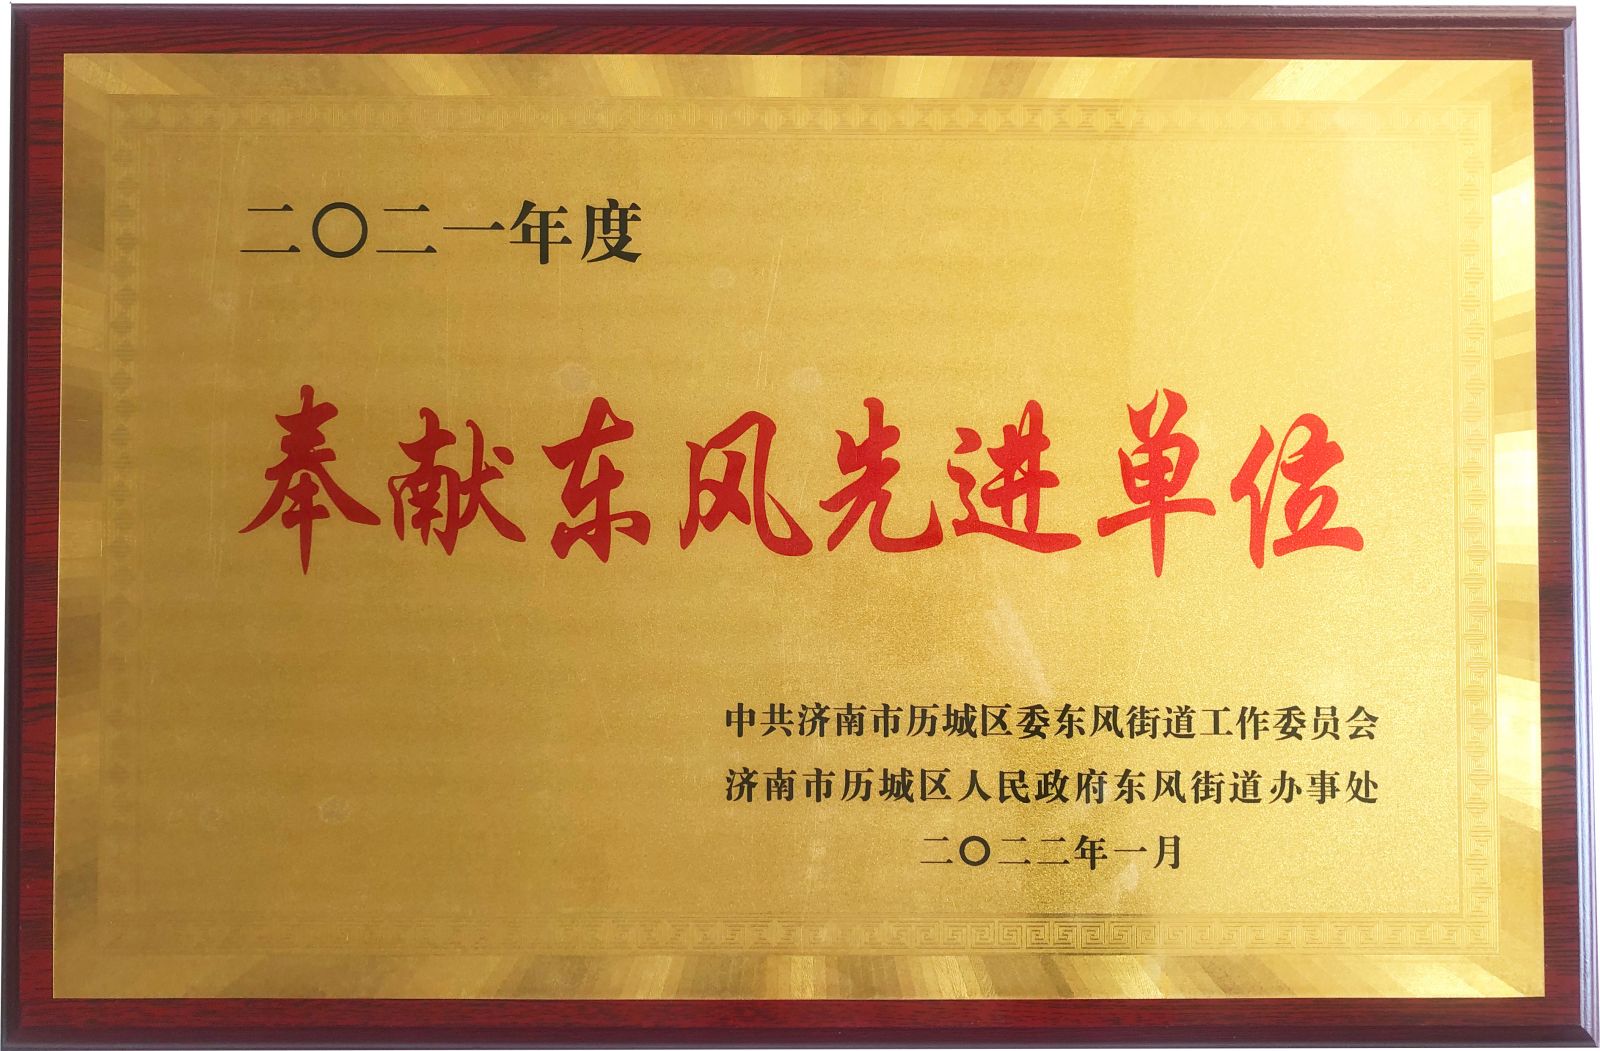 二〇二一年度
奉献东风先进单位
中共济南市历城区委东风街道工作委员会
济南市历城区人民政府东风街道办事处
二〇二二年一月